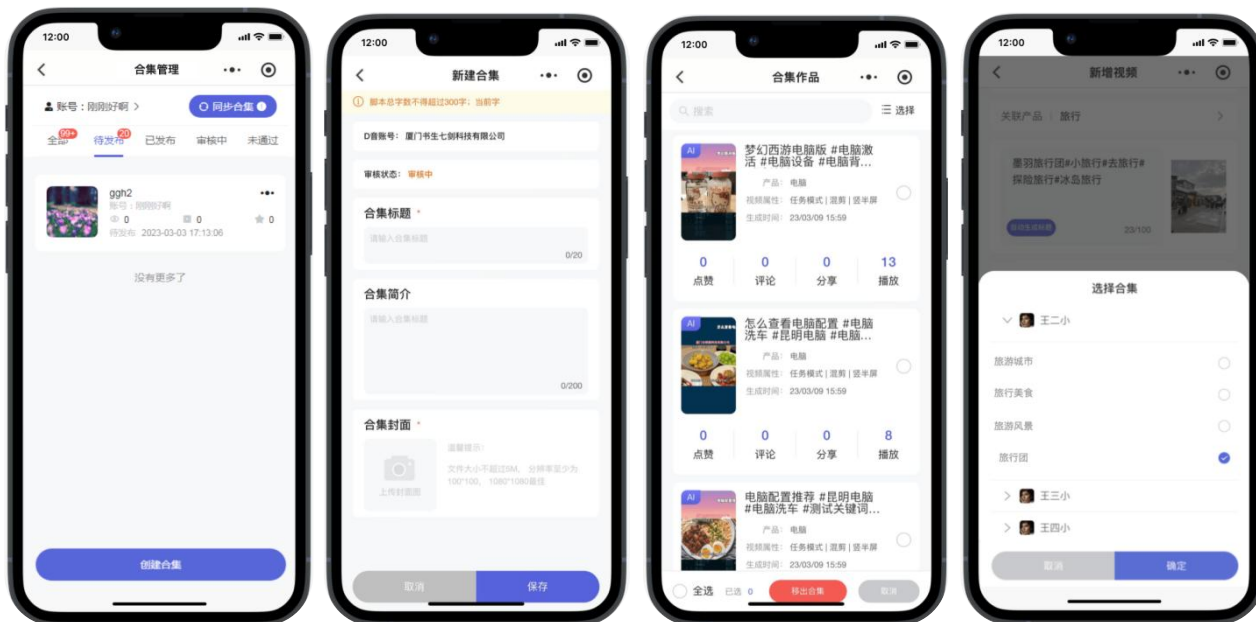 12:00
合集管理
账号：刚刚好啊 >
同步合集
99+
20
全部
待发布
已发布
审核中
未通过
ggh2
账号：刚刚好啊
0
0
0
待发布 2023-03-03 17:13:06
没有更多了
创建合集
12:00
新建合集
脚本总字数不得超过300字；当前字
D音账号： 厦门书生七剑科技有限公司
审核状态： 审核中
合集标题 *
请输入合集标题
0/20
合集简介
请输入合集标题
0/200
合集封面 *
温馨提示：
文件大小不超过5M， 分辨率至少为
100*100， 1080*1080最佳
上传封面图
取消
保存
12:00
合集作品
搜索
选择
AI
梦幻西游电脑版 #电脑激
活 #电脑设备 #电脑背...
产品： 电脑
视频属性： 任务模式 | 混剪 | 竖半屏
生成时间： 23/03/09 15:59
0
0
0
13
点赞
评论
分享
播放
AI
怎么查看电脑配置 #电脑
洗车 #昆明电脑 #电脑...
产品： 电脑
视频属性： 任务模式 | 混剪 | 竖半屏
生成时间： 23/03/09 15:59
0
0
0
8
点赞
评论
分享
播放
AI
电脑配置推荐 #昆明电脑
#电脑洗车 #测试关键词...
产品： 电脑
视频属性： 任务模式 | 混剪 | 竖半屏
生成时间： 23/03/09 15:59
全选
已选 0
移出合集
取消
12:00
新增视频
关联产品 ： 旅行
墨羽旅行团#小旅行#去旅行#
探险旅行#冰岛旅行
自动生成标题
23/100
选择合集
王二小
旅游城市
旅行美食
旅游风景
旅行团
王三小
王四小
取消
确定